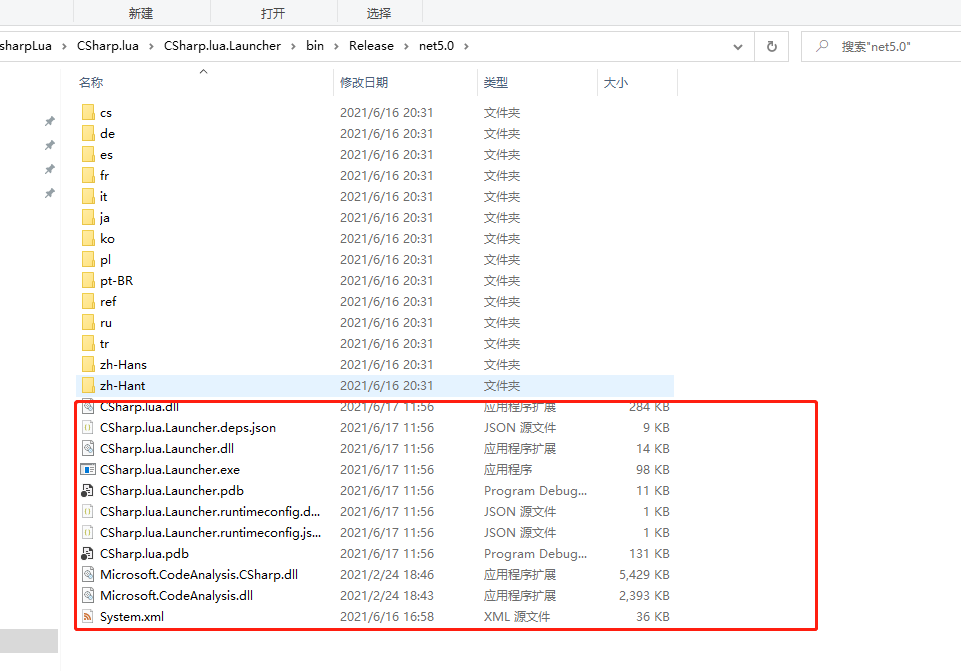 新建 打开 选择
sharpLua › CSharp.lua › CSharp.lua.Launcher › bin › Release › net5.0 › 搜索"net5.0"
名称 修改日期 类型 大小
cs 2021/6/16 20:31 文件夹
de 2021/6/16 20:31 文件夹
es 2021/6/16 20:31 文件夹
fr 2021/6/16 20:31 文件夹
it 2021/6/16 20:31 文件夹
ja 2021/6/16 20:31 文件夹
ko 2021/6/16 20:31 文件夹
pl 2021/6/16 20:31 文件夹
pt-BR 2021/6/16 20:31 文件夹
ref 2021/6/16 20:31 文件夹
ru 2021/6/16 20:31 文件夹
tr 2021/6/16 20:31 文件夹
zh-Hans 2021/6/16 20:31 文件夹
zh-Hant 2021/6/16 20:31 文件夹
CSharp.lua.dll 2021/6/17 11:56 应用程序扩展 284 KB
CSharp.lua.Launcher.deps.json 2021/6/17 11:56 JSON 源文件 9 KB
CSharp.lua.Launcher.dll 2021/6/17 11:56 应用程序扩展 14 KB
CSharp.lua.Launcher.exe 2021/6/17 11:56 应用程序 98 KB
CSharp.lua.Launcher.pdb 2021/6/17 11:56 Program Debug... 11 KB
CSharp.lua.Launcher.runtimeconfig.d... 2021/6/17 11:56 JSON 源文件 1 KB
CSharp.lua.Launcher.runtimeconfig.js... 2021/6/17 11:56 JSON 源文件 1 KB
CSharp.lua.pdb 2021/6/17 11:56 Program Debug... 131 KB
Microsoft.CodeAnalysis.CSharp.dll 2021/2/24 18:46 应用程序扩展 5,429 KB
Microsoft.CodeAnalysis.dll 2021/2/24 18:43 应用程序扩展 2,393 KB
System.xml 2021/6/16 16:58 XML 源文件 36 KB